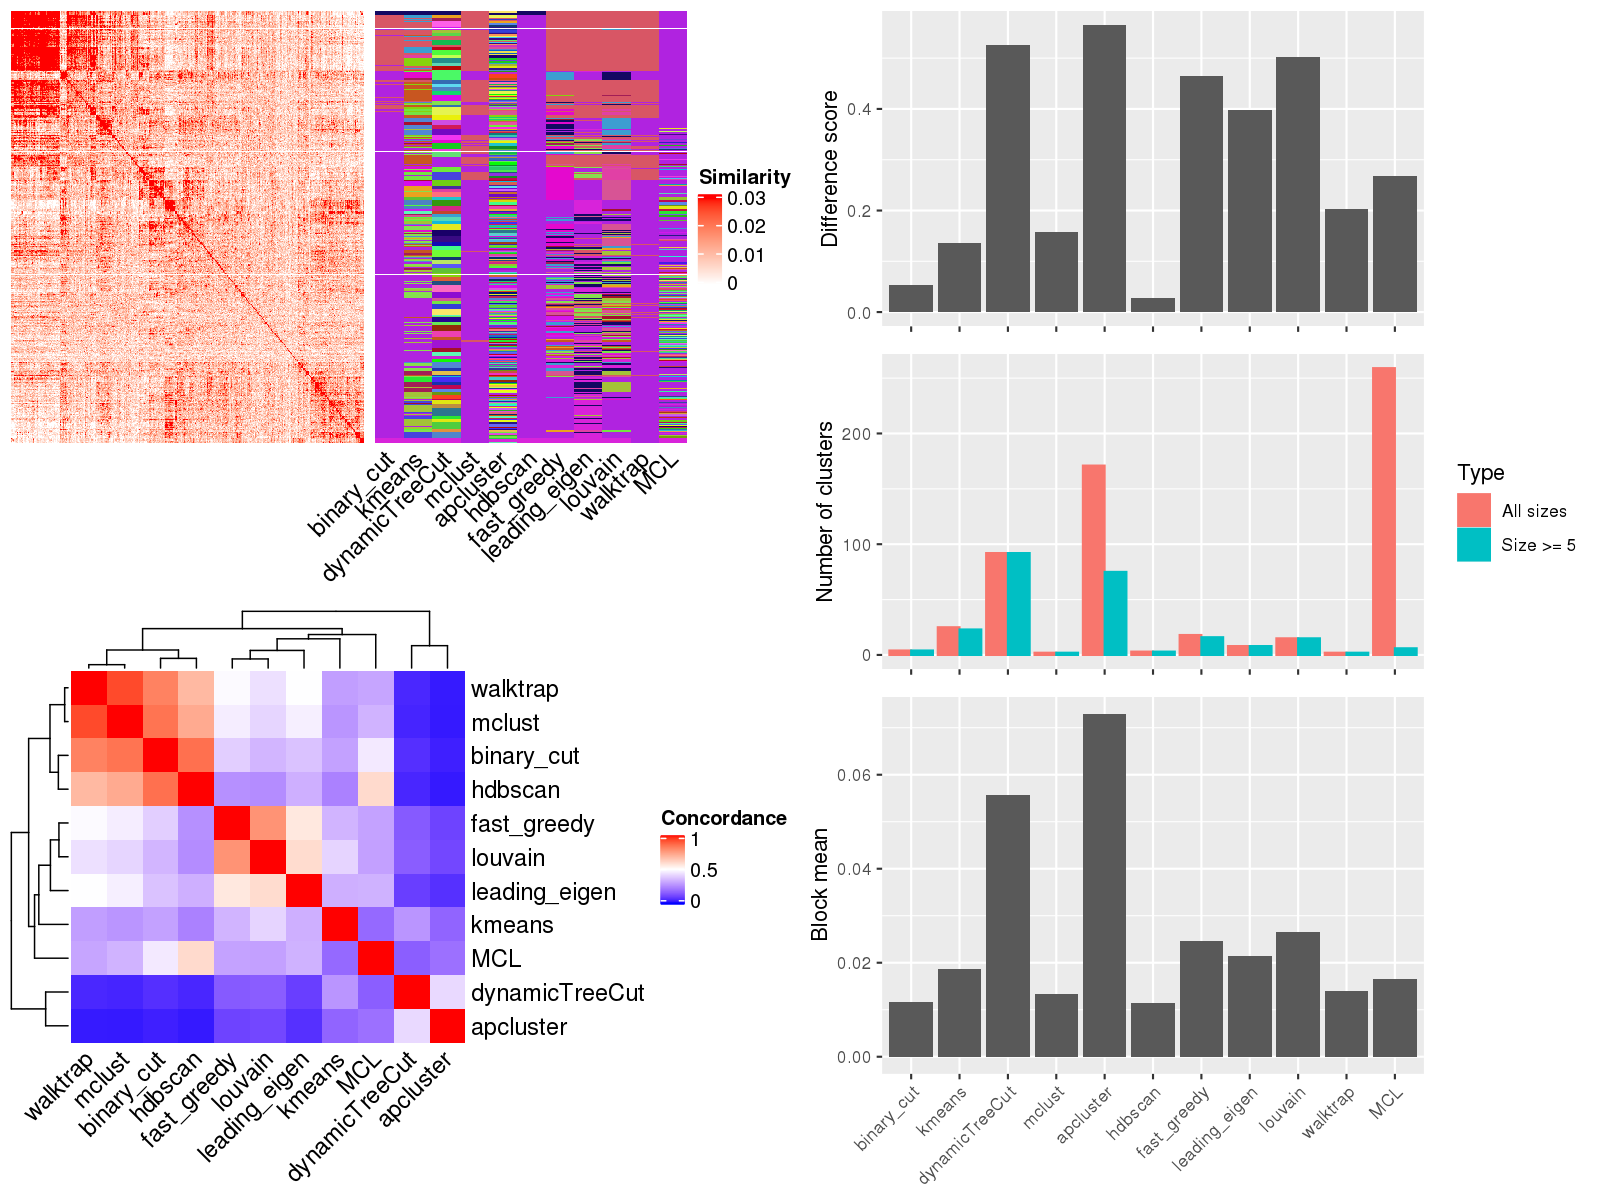 Similarity
0.03
0.02
0.01
0
binary_cut
kmeans
dynamicTreeCut
mclust
apcluster
hdbscan
fast_greedy
leading_eigen
louvain
walktrap
MCL
Difference score
0.4
0.2
0.0
Number of clusters
200
100
0
Type
All sizes
Size >= 5
walktrap
mclust
binary_cut
hdbscan
fast_greedy
louvain
leading_eigen
kmeans
MCL
dynamicTreeCut
apcluster
Concordance
1
0.5
0
walktrap
mclust
binary_cut
hdbscan
fast_greedy
louvain
leading_eigen
kmeans
MCL
dynamicTreeCut
apcluster
Block mean
0.06
0.04
0.02
0.00
binary_cut
kmeans
dynamicTreeCut
mclust
apcluster
hdbscan
fast_greedy
leading_eigen
louvain
walktrap
MCL